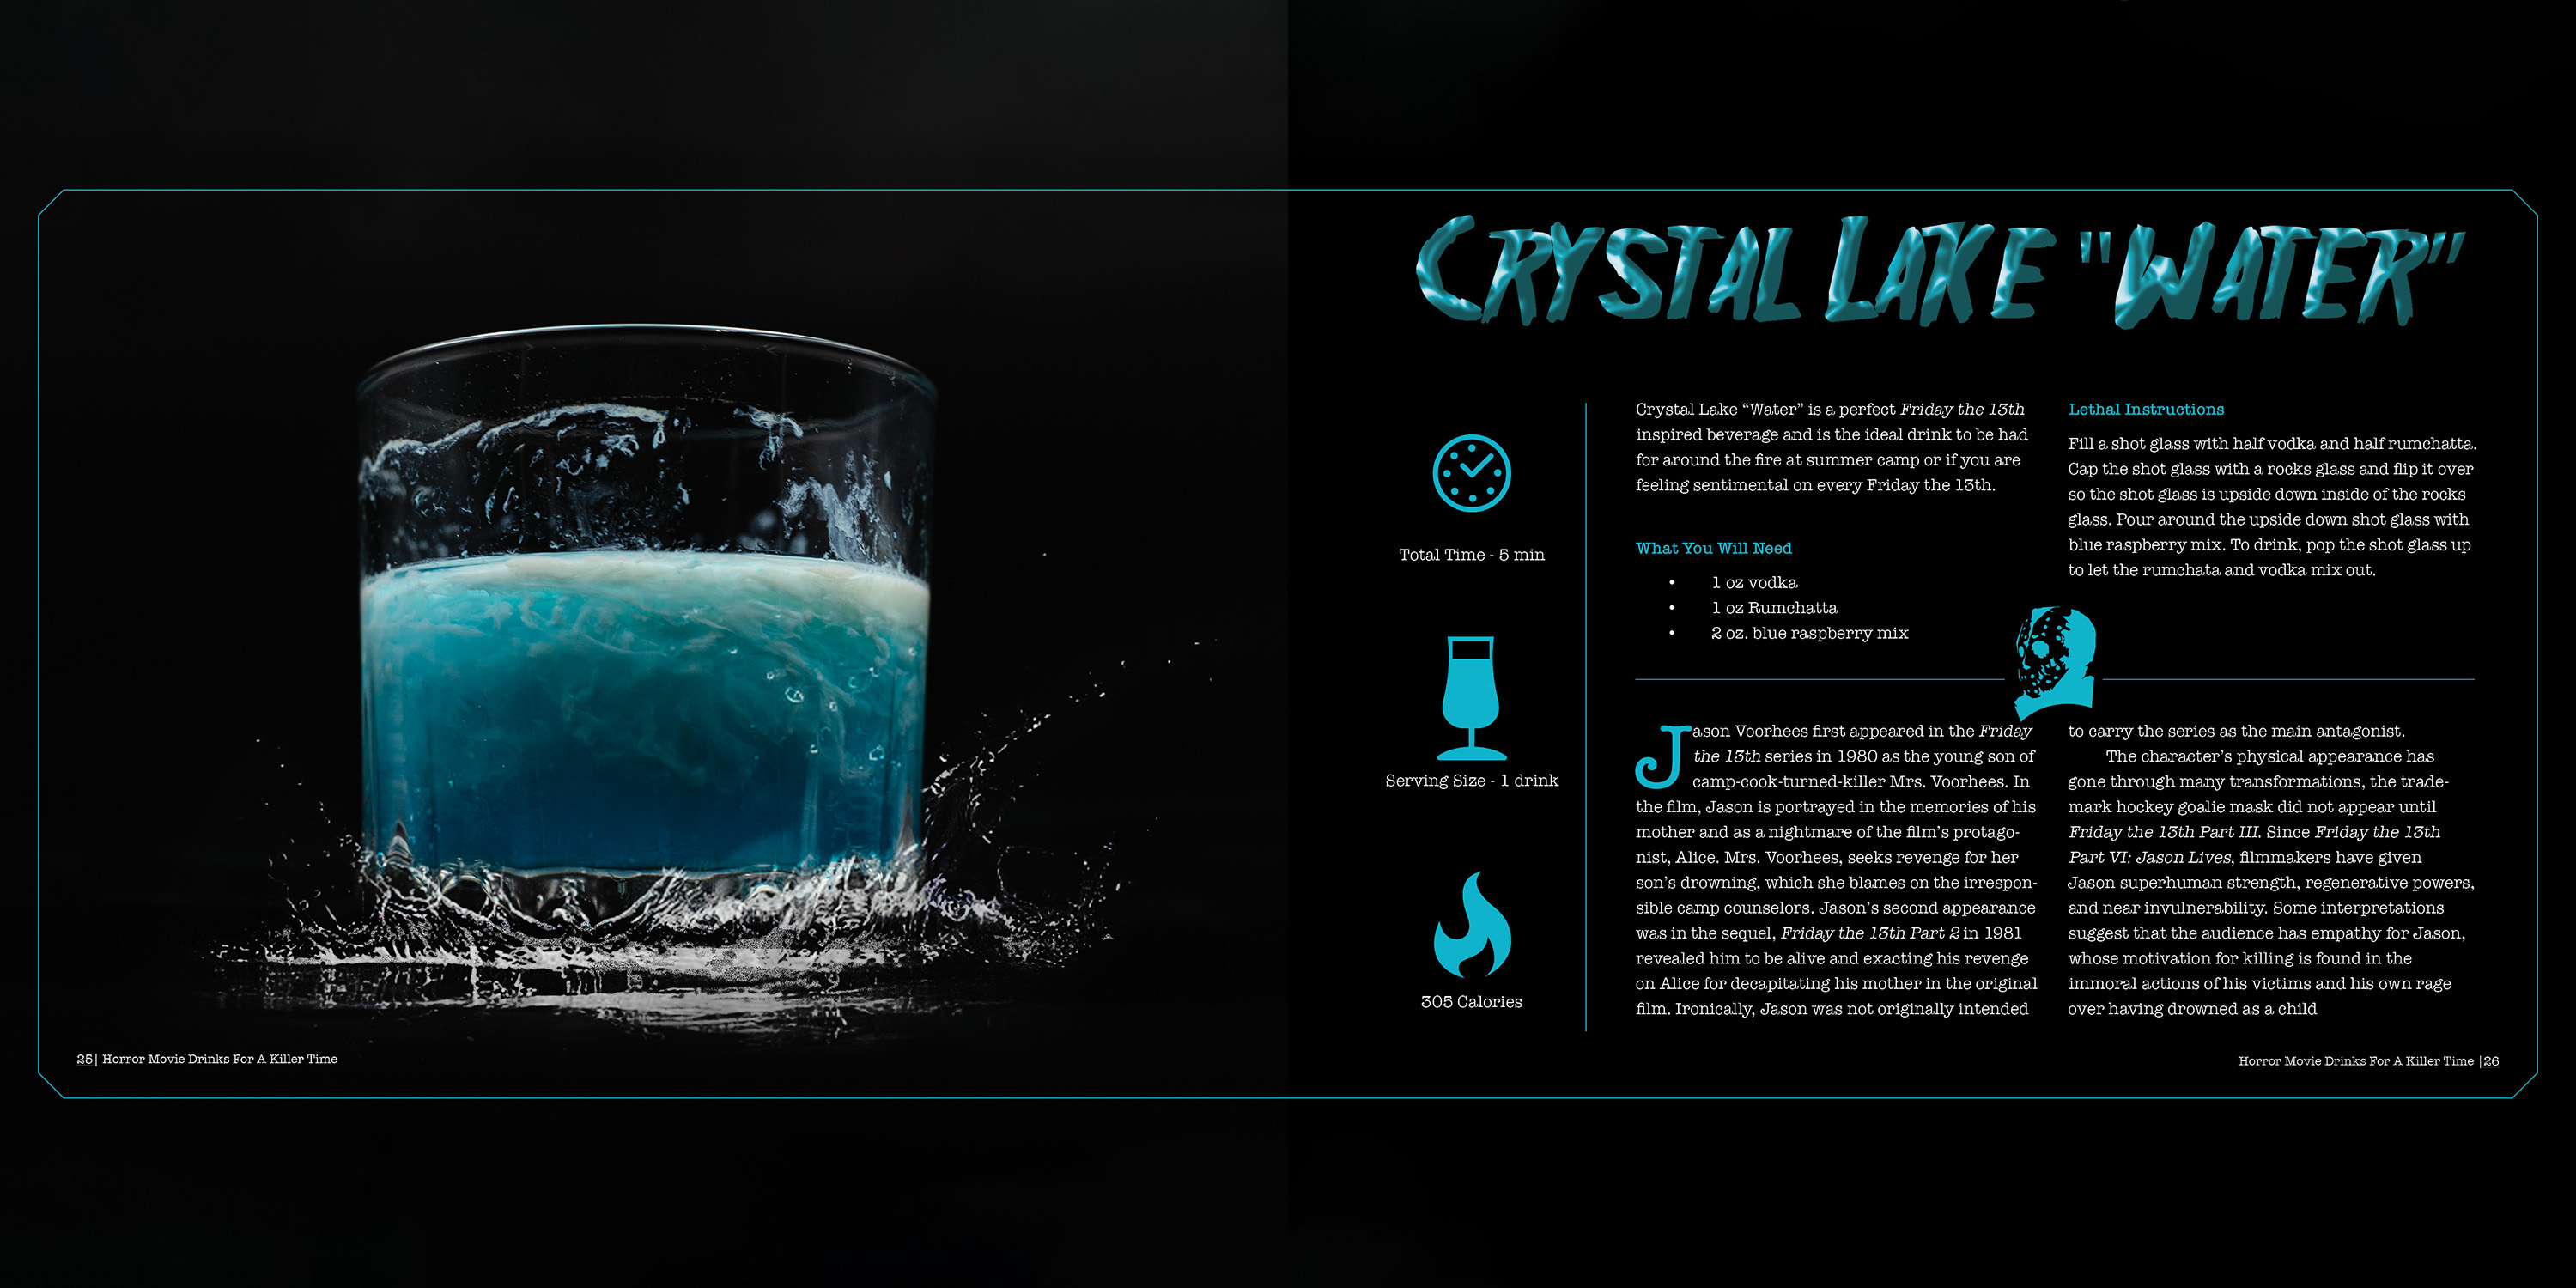 CRYSTAL LAKE "WATER"
Total Time - 5 min
Serving Size - 1 drink
305 Calories
Crystal Lake “Water” is a perfect Friday the 13th
inspired beverage and is the ideal drink to be had
for around the fire at summer camp or if you are
feeling sentimental on every Friday the 13th.
What You Will Need
• 1 oz vodka
• 1 oz Rumchatta
• 2 oz. blue raspberry mix
Lethal Instructions
Fill a shot glass with half vodka and half rumchatta.
Cap the shot glass with a rocks glass and flip it over
so the shot glass is upside down inside of the rocks
glass. Pour around the upside down shot glass with
blue raspberry mix. To drink, pop the shot glass up
to let the rumchata and vodka mix out.
Jason Voorhees first appeared in the Friday
the 13th series in 1980 as the young son of
camp-cook-turned-killer Mrs. Voorhees. In
the film, Jason is portrayed in the memories of his
mother and as a nightmare of the film’s protago-
nist, Alice. Mrs. Voorhees, seeks revenge for her
son’s drowning, which she blames on the irrespon-
sible camp counselors. Jason’s second appearance
was in the sequel, Friday the 13th Part 2 in 1981
revealed him to be alive and exacting his revenge
on Alice for decapitating his mother in the original
film. Ironically, Jason was not originally intended
to carry the series as the main antagonist.
The character’s physical appearance has
gone through many transformations, the trade-
mark hockey goalie mask did not appear until
Friday the 13th Part III. Since Friday the 13th
Part VI: Jason Lives, filmmakers have given
Jason superhuman strength, regenerative powers,
and near invulnerability. Some interpretations
suggest that the audience has empathy for Jason,
whose motivation for killing is found in the
immoral actions of his victims and his own rage
over having drowned as a child
25| Horror Movie Drinks For A Killer Time
Horror Movie Drinks For A Killer Time |26